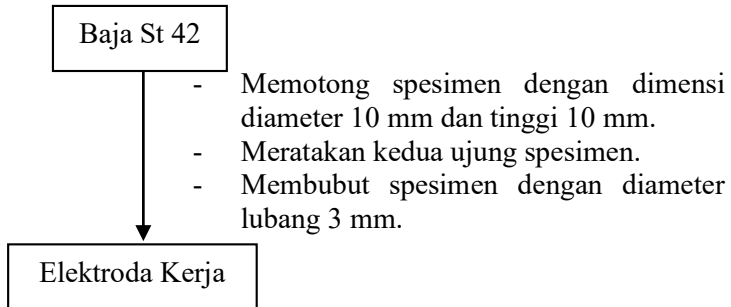 Baja St 42
- Memotong spesimen dengan dimensi
diameter 10 mm dan tinggi 10 mm.
- Meratakan kedua ujung spesimen.
- Membubut spesimen dengan diameter
lubang 3 mm.
Elektroda Kerja